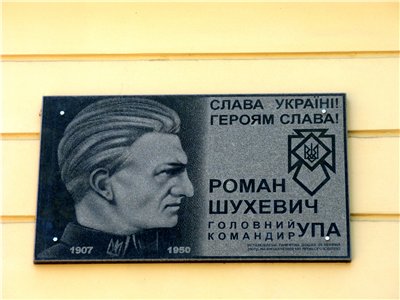 СЛАВА УКРАЇНІ!
ГЕРОЯМ СЛАВА!
РОМАН
ШУХЕВИЧ
ГОЛОВНИЙ
КОМАНДИР УПА
1907 1950